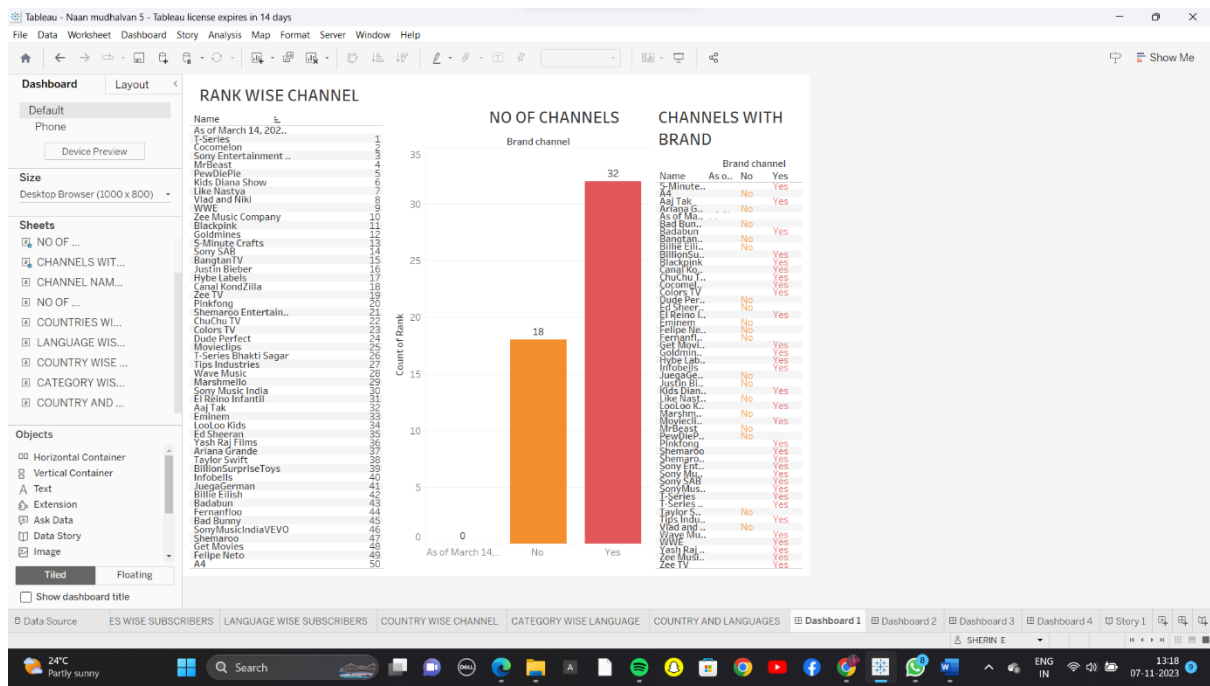 Tableau - Naan mudhalvan 5 - Tableau license expires in 14 days
File Data Worksheet Dashboard Story Analysis Map Format Server Window Help
Show Me
Dashboard Layout
Default
Phone
Device Preview
Size
Desktop Browser (1000 x 800)
Sheets
NO OF ...
CHANNELS WIT...
CHANNEL NAM...
NO OF ...
COUNTRIES WI...
LANGUAGE WIS...
COUNTRY WISE ...
CATEGORY WIS...
COUNTRY AND ...
Objects
Horizontal Container
Vertical Container
Text
Extension
Ask Data
Data Story
Image
Tiled Floating
Show dashboard title
RANK WISE CHANNEL
Name
As of March 14, 202..
T-Series 1
Cocomelon 2
Sony Entertainment .. 3
MrBeast 4
PewDiePie 5
Kids Diana Show 6
Like Nastya 7
Vlad and Niki 8
WWE 9
Zee Music Company 10
Blackpink 11
Goldmines 12
5-Minute Crafts 13
Sony SAB 14
BangtanTV 15
Justin Bieber 16
Hybe Labels 17
Canal KondZilla 18
Zee TV 19
Pinkfong 20
Shemaroo Entertain.. 21
ChuChu TV 22
Colors TV 23
Dude Perfect 24
Movieclips 25
T-Series Bhakti Sagar 26
Tips Industries 27
Wave Music 28
Marshmello 29
Sony Music India 30
El Reino Infantil 31
Aaj Tak 32
Eminem 33
LooLoo Kids 34
Ed Sheeran 35
Yash Raj Films 36
Ariana Grande 37
Taylor Swift 38
BillionSurpriseToys 39
Infobells 40
JuegaGerman 41
Billie Eilish 42
Badabun 43
Fernanfloo 44
Bad Bunny 45
SonyMusicIndiaVEVO 46
Shemaroo 47
Get Movies 48
Felipe Neto 49
A4 50
NO OF CHANNELS
Brand channel
Count of Rank
35
30
25
20
15
10
5
0
0
18
32
As of March 14,.. No Yes
CHANNELS WITH
BRAND
Brand channel
Name As o.. No Yes
5-Minute.. Yes
A4 No
Aaj Tak Yes
Ariana G.. No
As of Ma..
Bad Bun.. No
Badabun Yes
Bangtan.. No
Billie Eili.. No
BillionSu.. Yes
Blackpink Yes
Canal Ko.. Yes
ChuChu T.. Yes
Cocomel.. Yes
Colors TV Yes
Dude Per.. No
Ed Sheer.. No
El Reino I.. Yes
Eminem No
Felipe Ne.. No
Fernanfl.. No
Get Movi.. Yes
Goldmin.. Yes
Hybe Lab.. Yes
Infobells Yes
JuegaGe.. No
Justin Bi.. No
Kids Dian.. Yes
Like Nast.. No
LooLoo K.. Yes
Marshm.. No
Moviecli.. Yes
MrBeast No
PewDieP.. No
Pinkfong Yes
Shemaroo Yes
Shemaro.. Yes
Sony Ent.. Yes
Sony Mu.. Yes
Sony SAB Yes
SonyMus.. Yes
T-Series Yes
T-Series .. Yes
Taylor S.. No
Tips Indu.. Yes
Vlad and .. No
Wave Mu.. Yes
WWE Yes
Yash Raj .. Yes
Zee Musi.. Yes
Zee TV Yes
Data Source ES WISE SUBSCRIBERS LANGUAGE WISE SUBSCRIBERS COUNTRY WISE CHANNEL CATEGORY WISE LANGUAGE COUNTRY AND LANGUAGES Dashboard 1 Dashboard 2 Dashboard 3 Dashboard 4 Story 1
SHERIN E
24°C
Partly sunny
Search
ENG
IN
13:18
07-11-2023